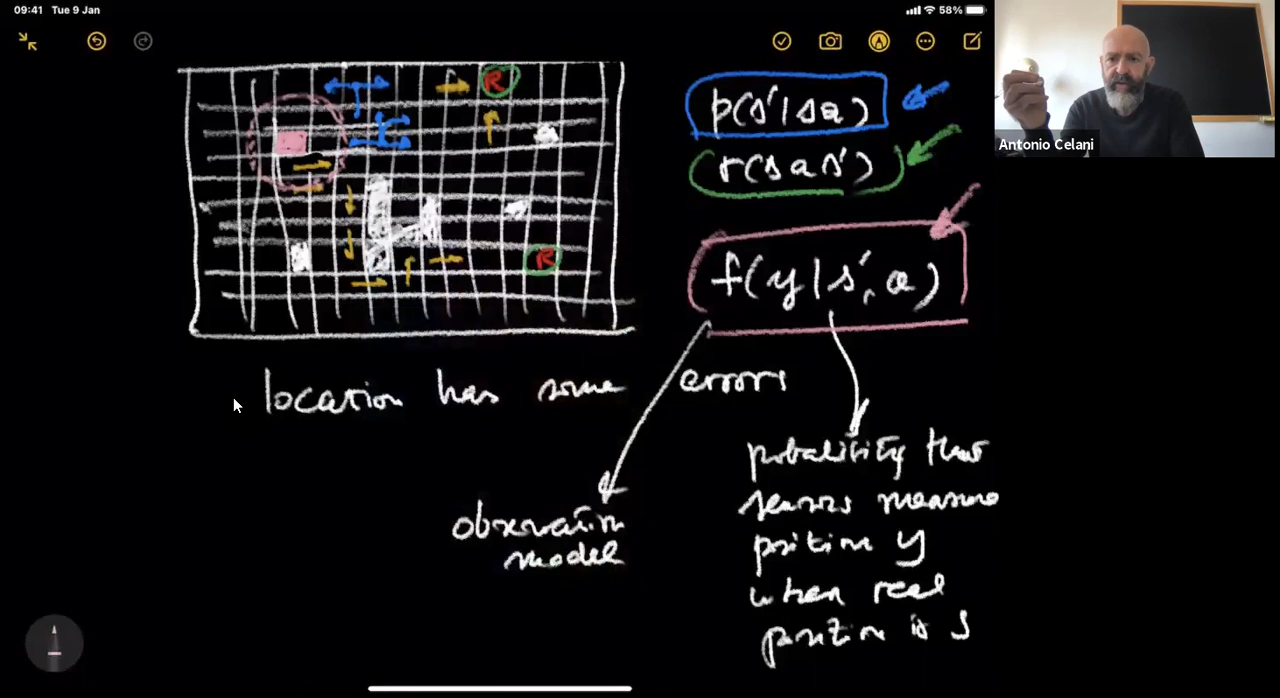 09:41 Tue 9 Jan
58%
Antonio Celani
R
R
p(s'|sa)
r(sas')
f(y|s', a)
location has some errors
observation
model
probability that
sensors measure
position y
when real
position is s